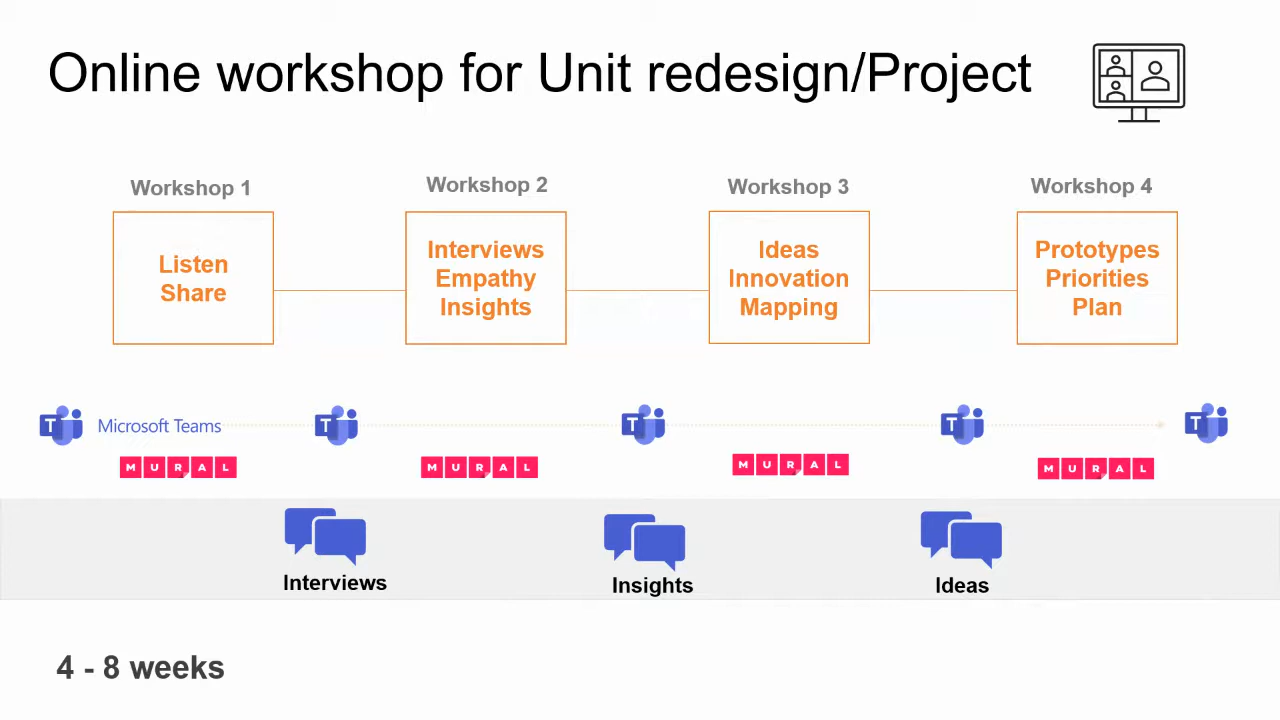 Online workshop for Unit redesign/Project
Workshop 1
Workshop 2
Workshop 3
Workshop 4
Listen
Share
Interviews
Empathy
Insights
Ideas
Innovation
Mapping
Prototypes
Priorities
Plan
T
Microsoft Teams
T
T
T
T
MURAL
MURAL
MURAL
MURAL
Interviews
Insights
Ideas
4 - 8 weeks